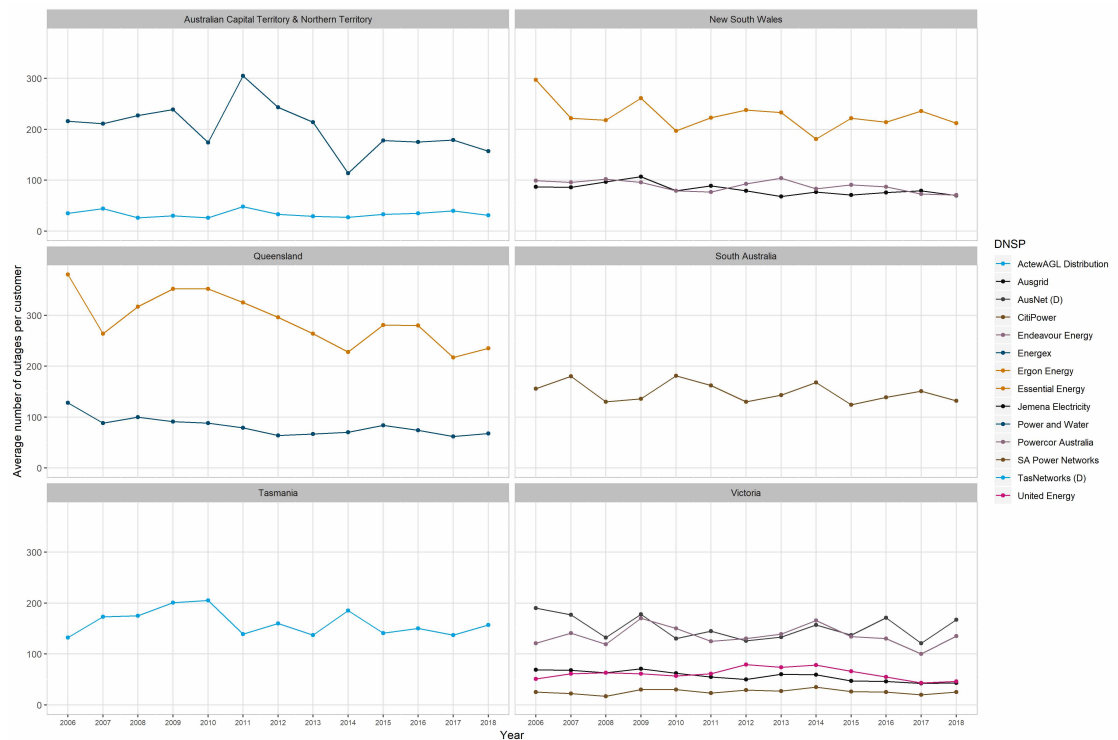 Australian Capital Territory & Northern Territory
New South Wales
300
200
100
0
Queensland
South Australia
300
200
100
0
Tasmania
Victoria
300
200
100
0
2006 2007 2008 2009 2010 2011 2012 2013 2014 2015 2016 2017 2018
2006 2007 2008 2009 2010 2011 2012 2013 2014 2015 2016 2017 2018
Year
Average number of outages per customer
DNSP
ActewAGL Distribution
Ausgrid
AusNet (D)
CitiPower
Endeavour Energy
Energex
Ergon Energy
Essential Energy
Jemena Electricity
Power and Water
Powercor Australia
SA Power Networks
TasNetworks (D)
United Energy